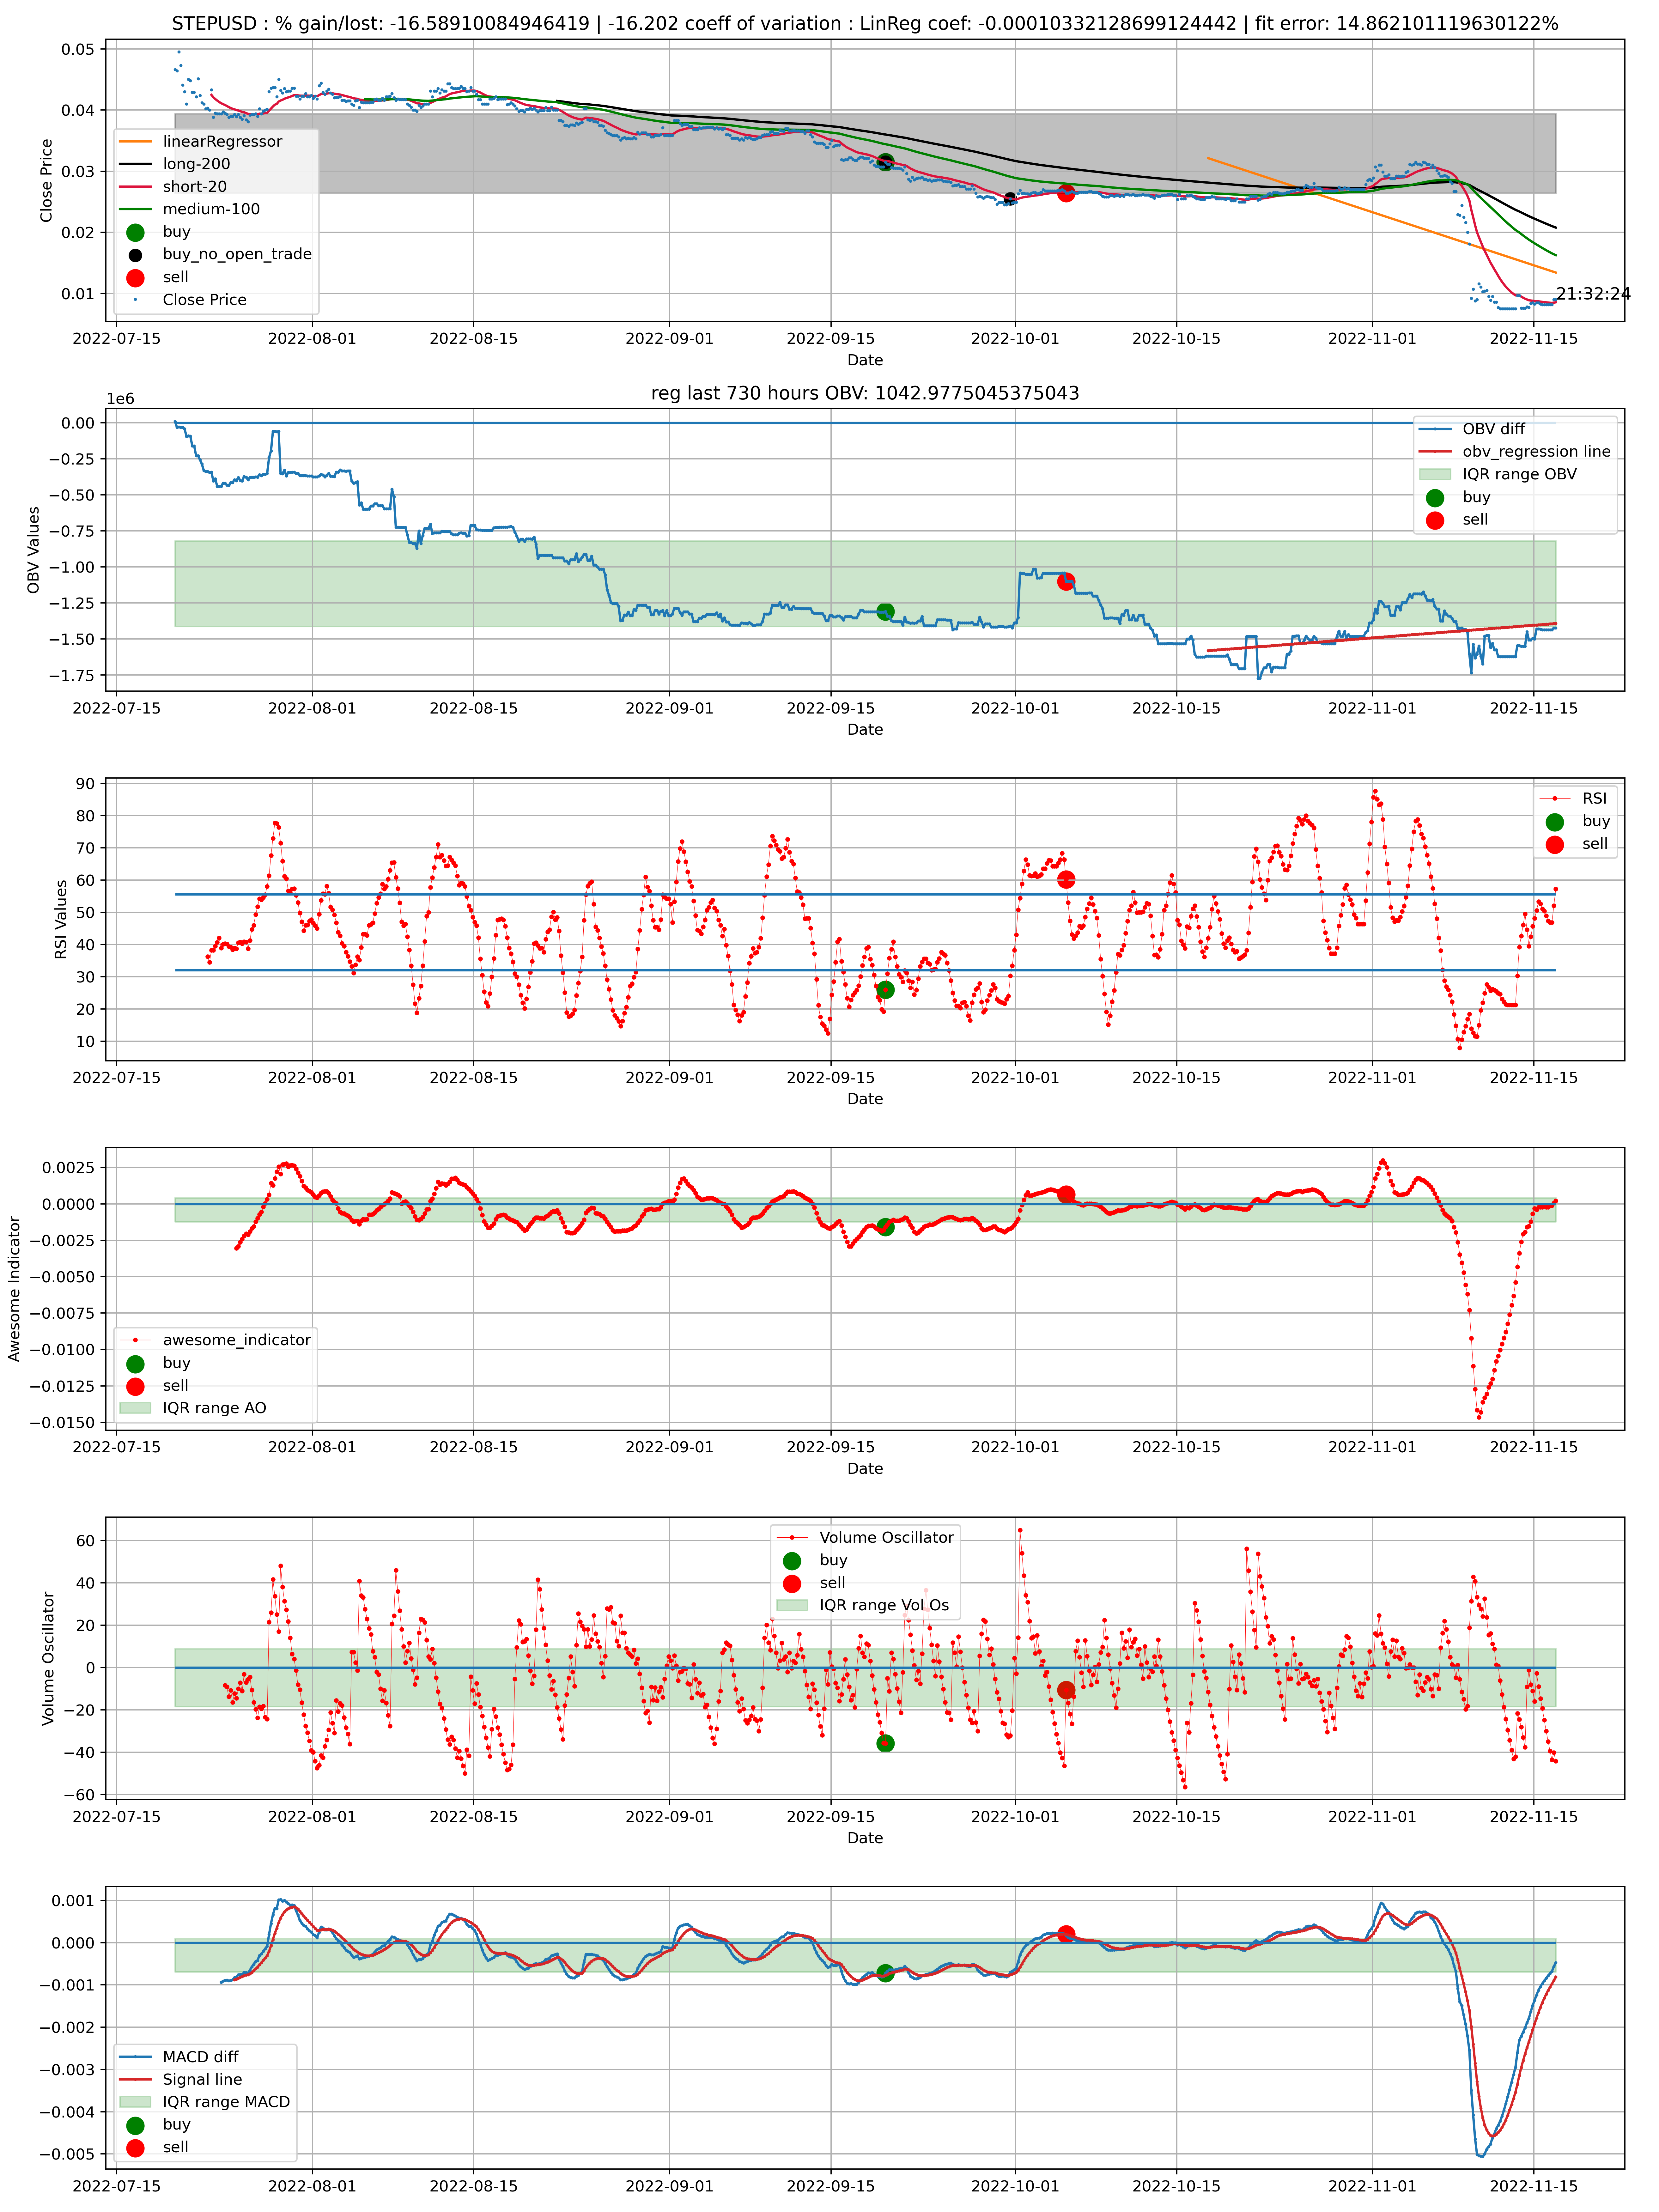 STEPUSD : % gain/lost: -16.58910084946419 | -16.202 coeff of variation : LinReg coef: -0.00010332128699124442 | fit error: 14.862101119630122%
0.05
0.04
0.03
0.02
0.01
Close Price
linearRegressor
long-200
short-20
medium-100
buy
buy_no_open_trade
sell
Close Price
21:32:24
2022-07-15 2022-08-01 2022-08-15 2022-09-01 2022-09-15 2022-10-01 2022-10-15 2022-11-01 2022-11-15
Date
reg last 730 hours OBV: 1042.9775045375043
1e6
0.00
−0.25
−0.50
−0.75
−1.00
−1.25
−1.50
−1.75
OBV Values
OBV diff
obv_regression line
IQR range OBV
buy
sell
2022-07-15 2022-08-01 2022-08-15 2022-09-01 2022-09-15 2022-10-01 2022-10-15 2022-11-01 2022-11-15
Date
90
80
70
60
50
40
30
20
10
RSI Values
RSI
buy
sell
2022-07-15 2022-08-01 2022-08-15 2022-09-01 2022-09-15 2022-10-01 2022-10-15 2022-11-01 2022-11-15
Date
0.0025
0.0000
−0.0025
−0.0050
−0.0075
−0.0100
−0.0125
−0.0150
Awesome Indicator
awesome_indicator
buy
sell
IQR range AO
2022-07-15 2022-08-01 2022-08-15 2022-09-01 2022-09-15 2022-10-01 2022-10-15 2022-11-01 2022-11-15
Date
60
40
20
0
−20
−40
−60
Volume Oscillator
Volume Oscillator
buy
sell
IQR range Vol Os
2022-07-15 2022-08-01 2022-08-15 2022-09-01 2022-09-15 2022-10-01 2022-10-15 2022-11-01 2022-11-15
Date
0.001
0.000
−0.001
−0.002
−0.003
−0.004
−0.005
MACD diff
Signal line
IQR range MACD
buy
sell
2022-07-15 2022-08-01 2022-08-15 2022-09-01 2022-09-15 2022-10-01 2022-10-15 2022-11-01 2022-11-15